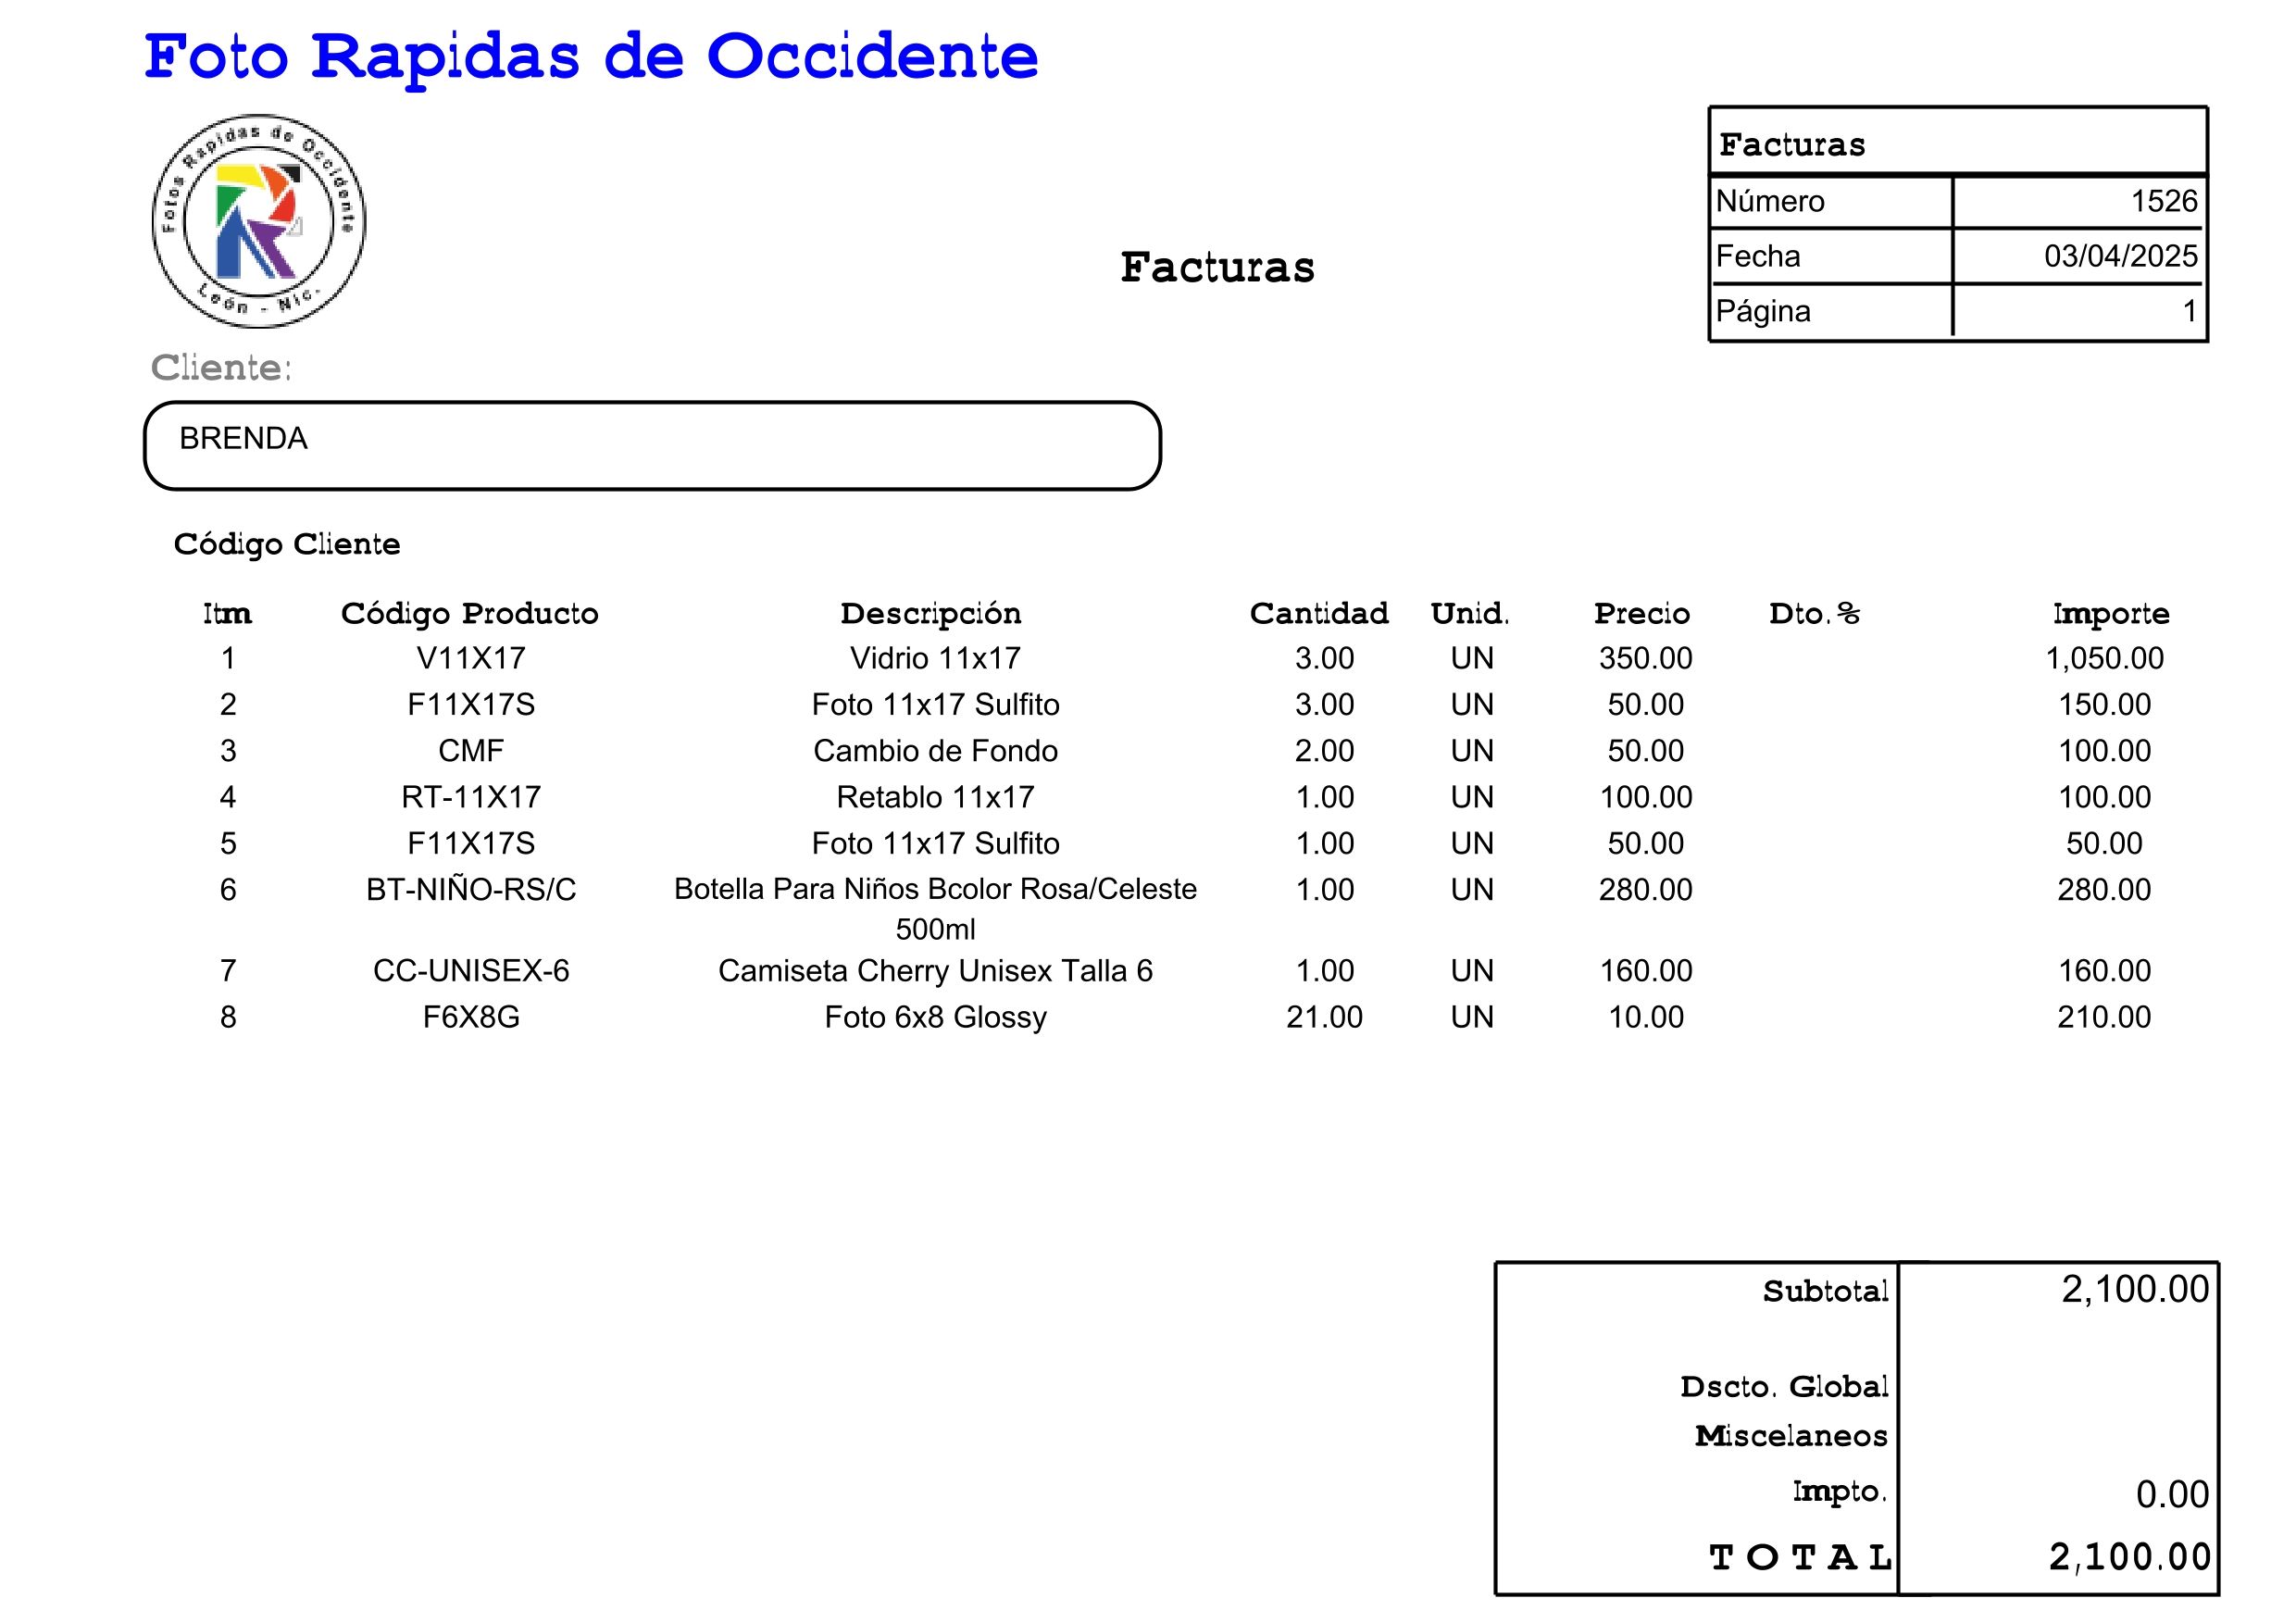 Foto Rapidas de Occidente
Fotos Rapidas de Occidente
León - Nic.
Facturas
Facturas
Número 1526
Fecha 03/04/2025
Página 1
Cliente:
BRENDA
Código Cliente
Itm Código Producto Descripción Cantidad Unid. Precio Dto.% Importe
1 V11X17 Vidrio 11x17 3.00 UN 350.00 1,050.00
2 F11X17S Foto 11x17 Sulfito 3.00 UN 50.00 150.00
3 CMF Cambio de Fondo 2.00 UN 50.00 100.00
4 RT-11X17 Retablo 11x17 1.00 UN 100.00 100.00
5 F11X17S Foto 11x17 Sulfito 1.00 UN 50.00 50.00
6 BT-NIÑO-RS/C Botella Para Niños Bcolor Rosa/Celeste 1.00 UN 280.00 280.00
500ml
7 CC-UNISEX-6 Camiseta Cherry Unisex Talla 6 1.00 UN 160.00 160.00
8 F6X8G Foto 6x8 Glossy 21.00 UN 10.00 210.00
Subtotal 2,100.00
Dscto. Global
Miscelaneos
Impto. 0.00
TOTAL 2,100.00